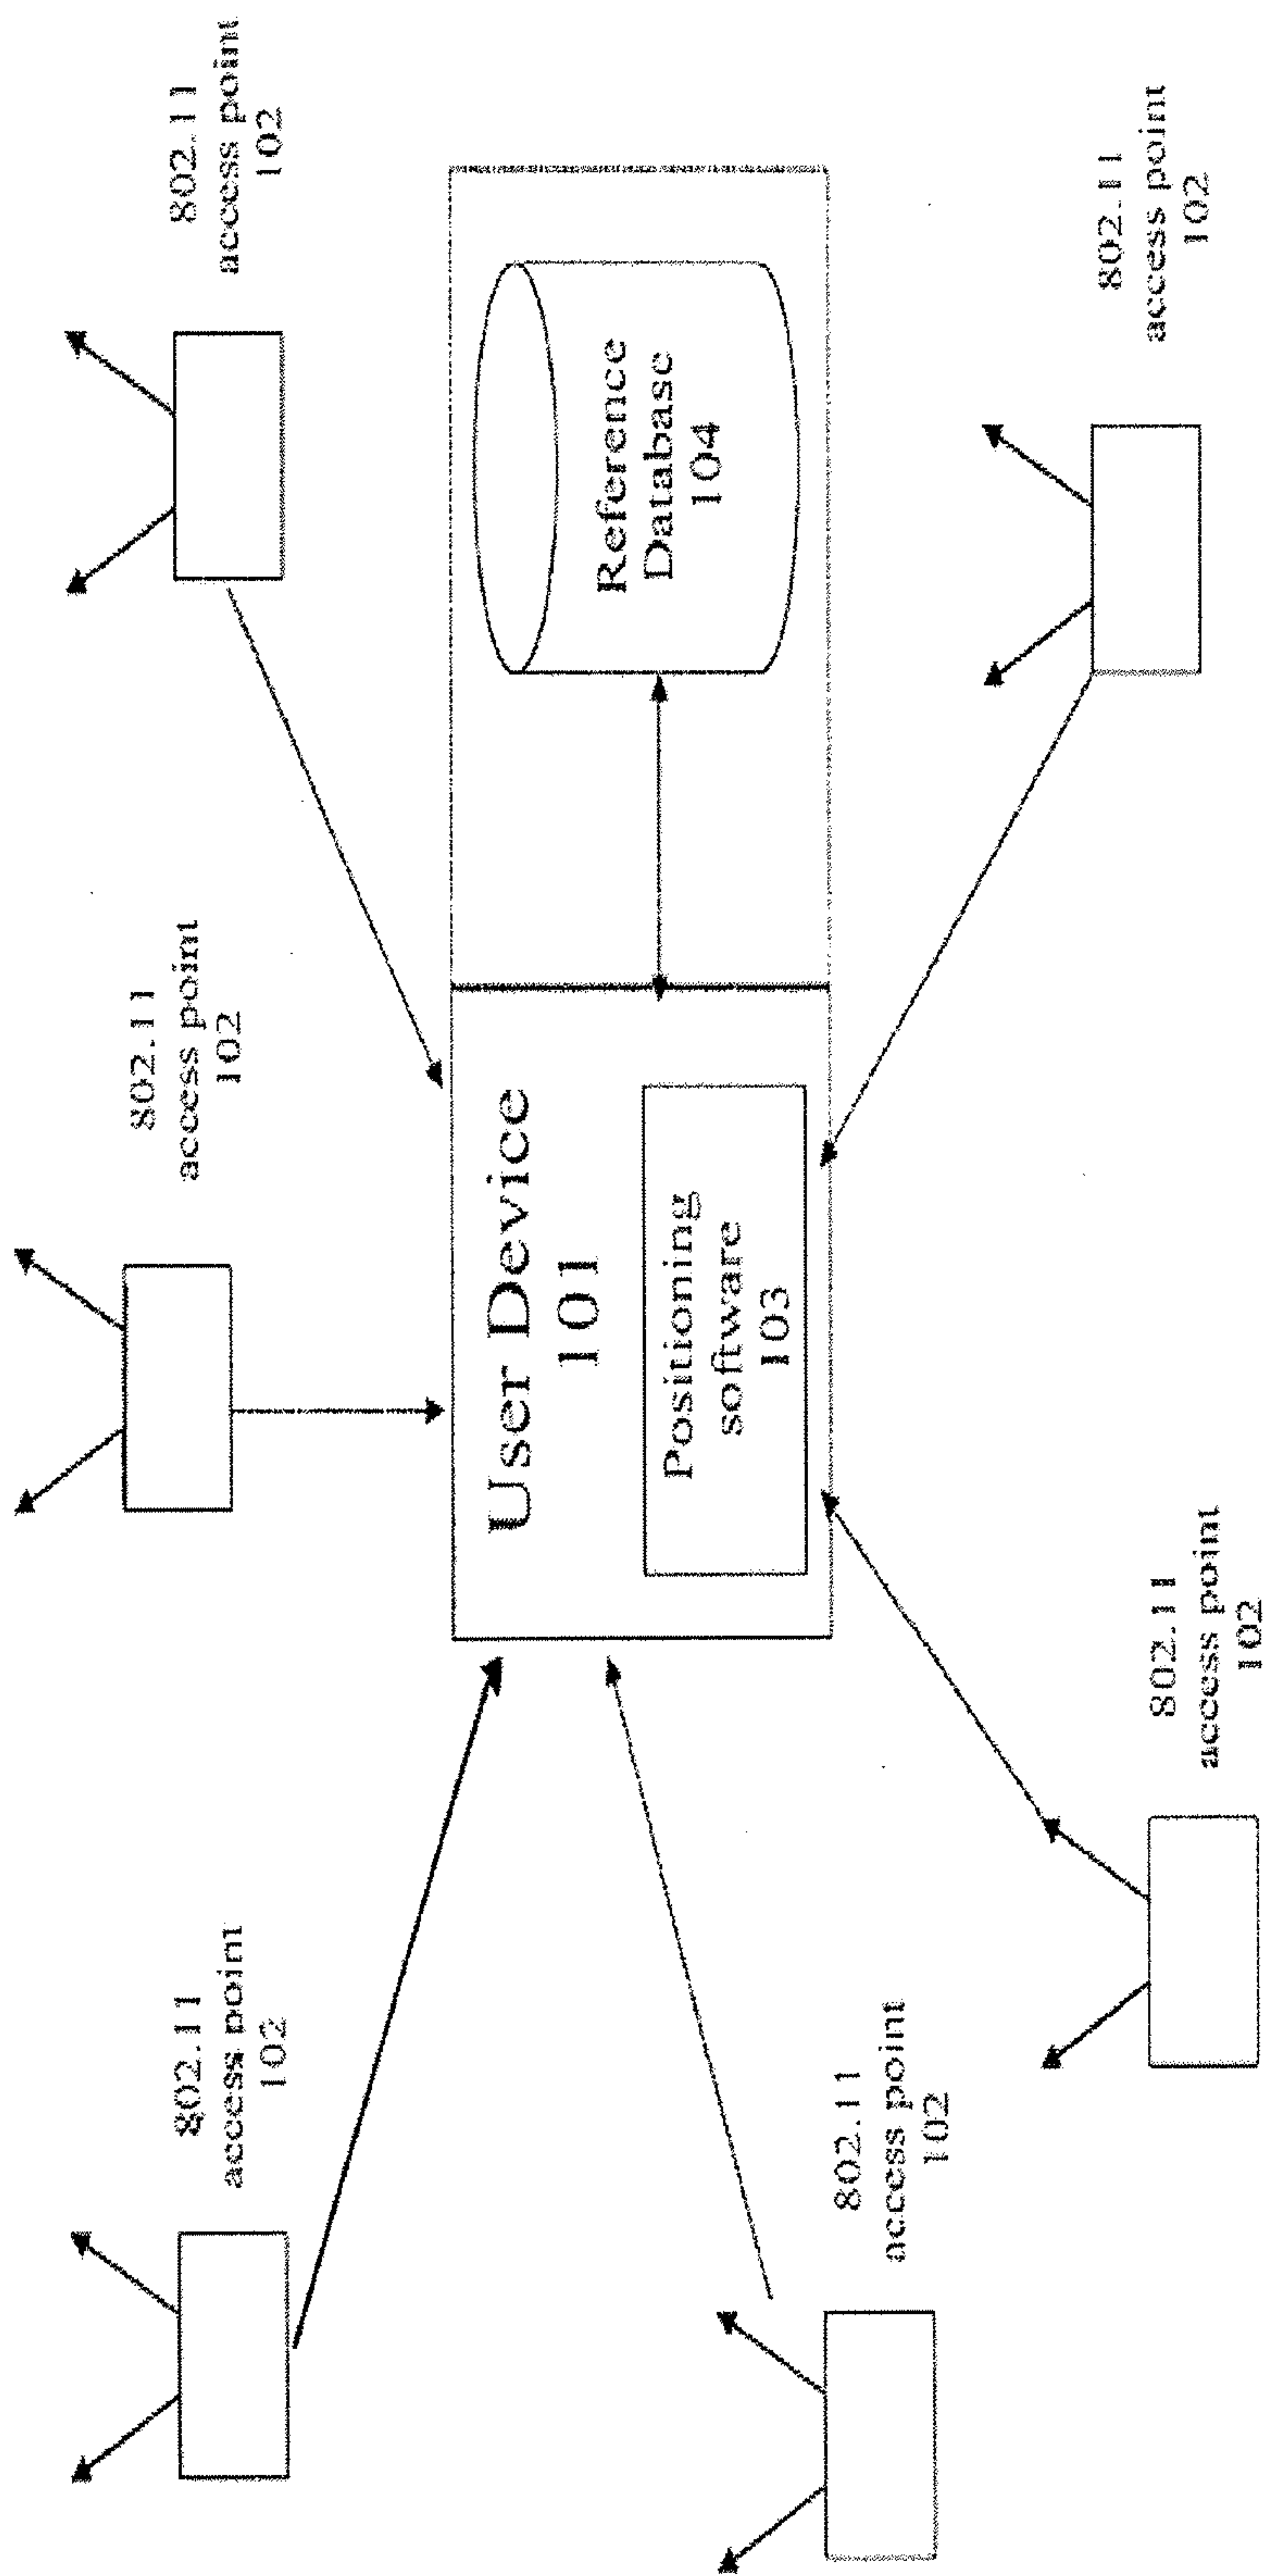 802.11
access point
102
802.11
access point
102
802.11
access point
102
User Device
101
Positioning
software
103
Reference
Database
104
802.11
access point
102
802.11
access point
102
802.11
access point
102